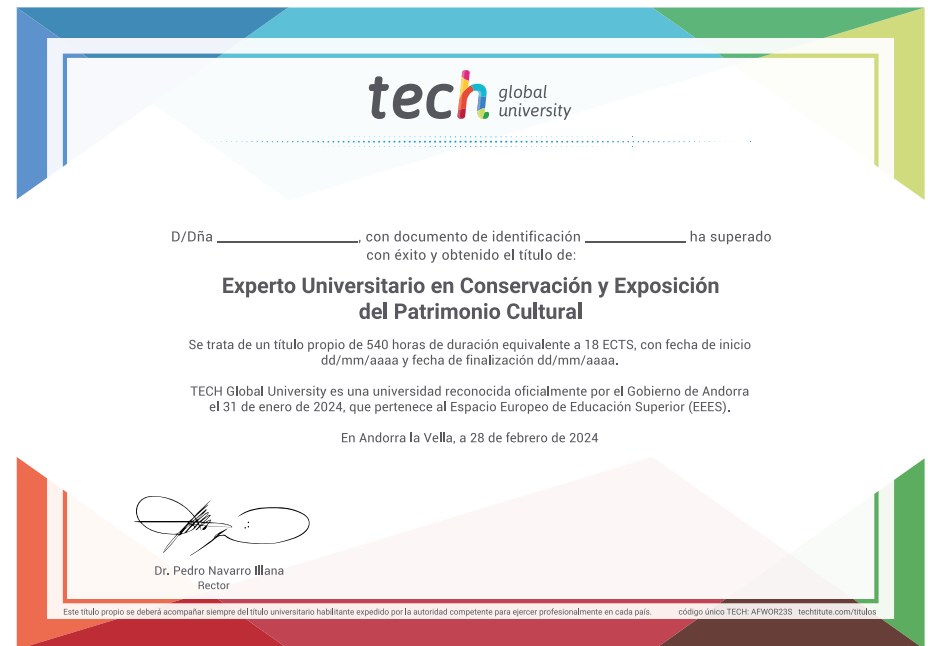 tech global university
D/Dña ____________________, con documento de identificación ______________ ha superado
con éxito y obtenido el título de:
Experto Universitario en Conservación y Exposición
del Patrimonio Cultural
Se trata de un título propio de 540 horas de duración equivalente a 18 ECTS, con fecha de inicio
dd/mm/aaaa y fecha de finalización dd/mm/aaaa.
TECH Global University es una universidad reconocida oficialmente por el Gobierno de Andorra
el 31 de enero de 2024, que pertenece al Espacio Europeo de Educación Superior (EEES).
En Andorra la Vella, a 28 de febrero de 2024
Dr. Pedro Navarro Illana
Rector
Este título propio se deberá acompañar siempre del título universitario habilitante expedido por la autoridad competente para ejercer profesionalmente en cada país. código único TECH: AFWOR23S techtitute.com/titulos